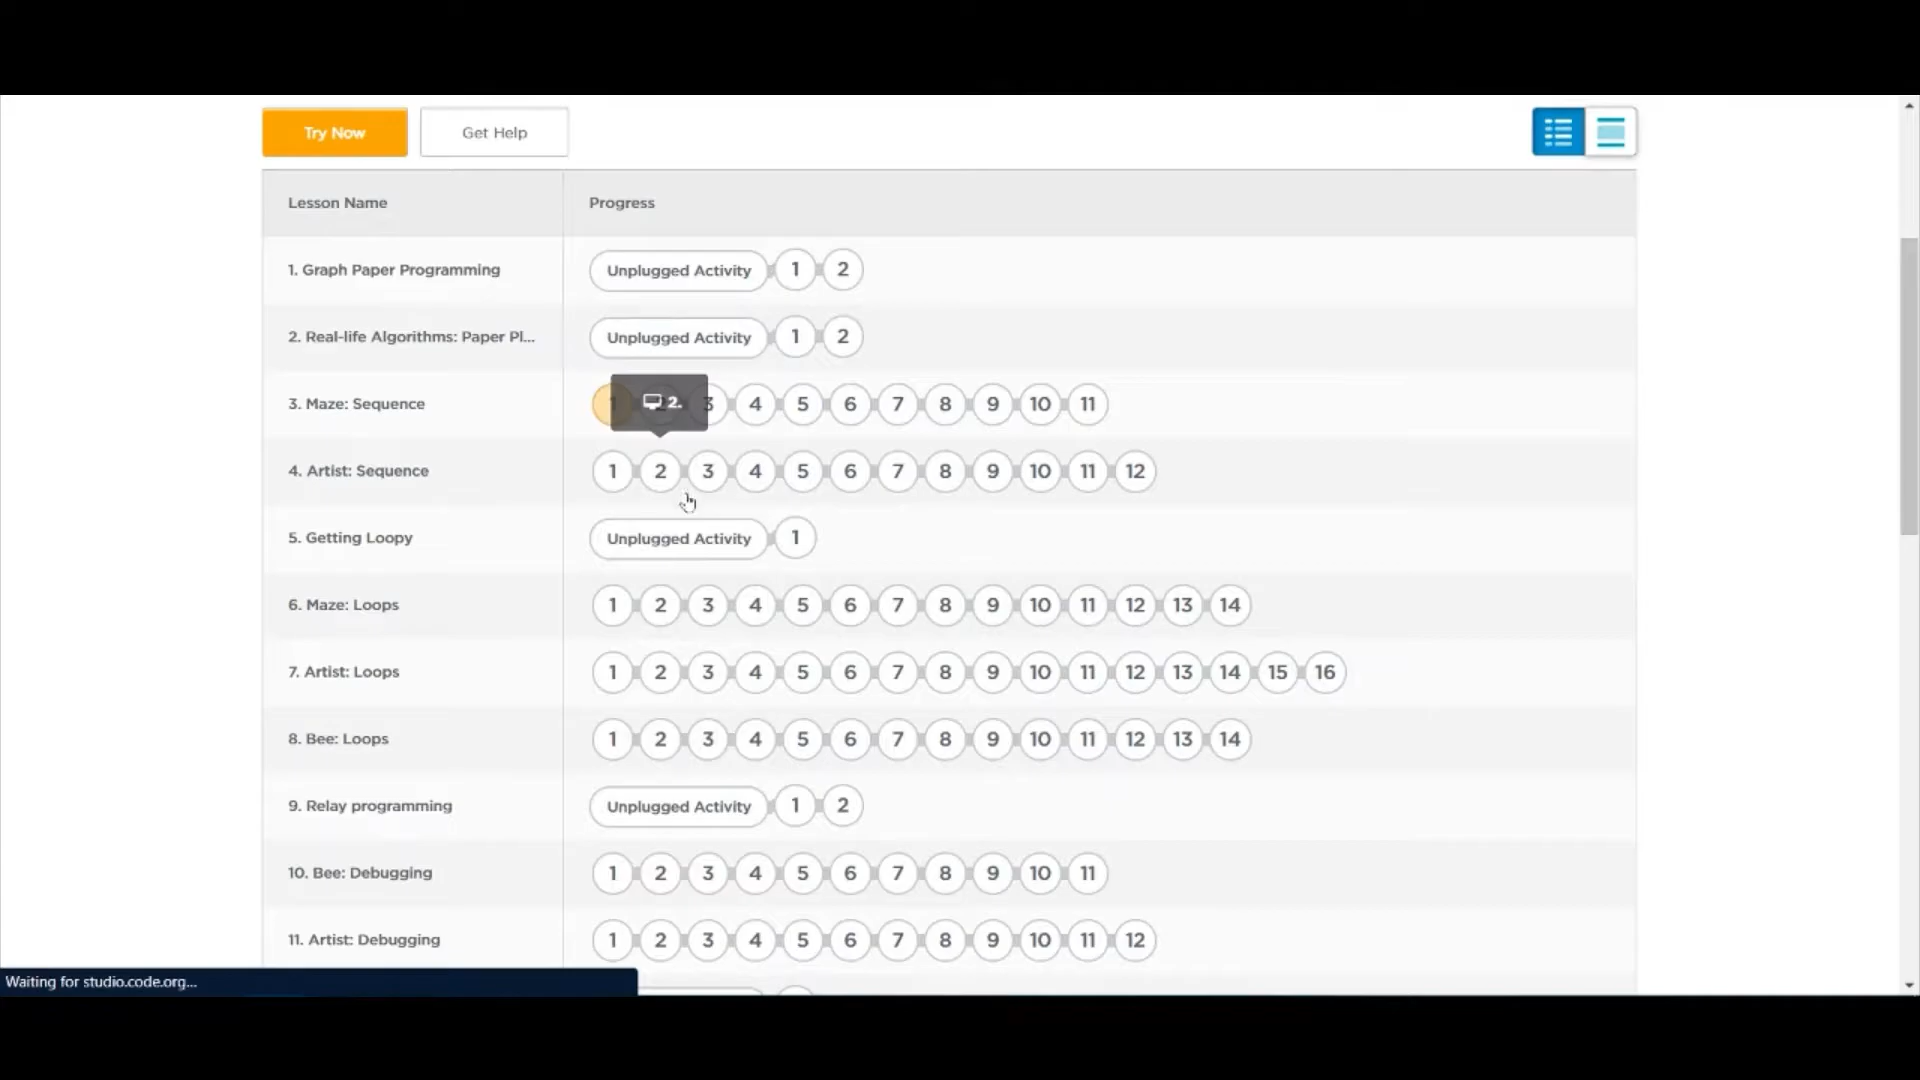 Try Now
Get Help
Lesson Name
Progress
1. Graph Paper Programming
Unplugged Activity 1 2
2. Real-life Algorithms: Paper Pl...
Unplugged Activity 1 2
3. Maze: Sequence
1 2. 3 4 5 6 7 8 9 10 11
4. Artist: Sequence
1 2 3 4 5 6 7 8 9 10 11 12
5. Getting Loopy
Unplugged Activity 1
6. Maze: Loops
1 2 3 4 5 6 7 8 9 10 11 12 13 14
7. Artist: Loops
1 2 3 4 5 6 7 8 9 10 11 12 13 14 15 16
8. Bee: Loops
1 2 3 4 5 6 7 8 9 10 11 12 13 14
9. Relay programming
Unplugged Activity 1 2
10. Bee: Debugging
1 2 3 4 5 6 7 8 9 10 11
11. Artist: Debugging
1 2 3 4 5 6 7 8 9 10 11 12
Waiting for studio.code.org...